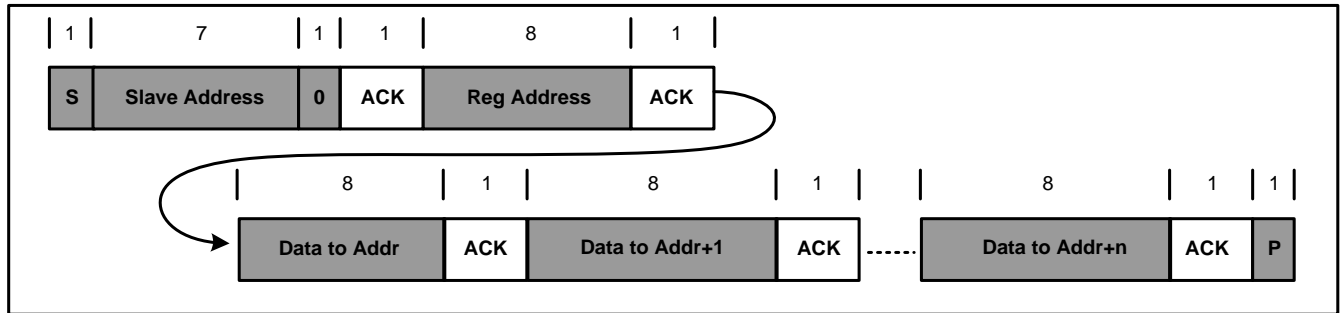 1 7 1 1 8 1
S Slave Address 0 ACK Reg Address ACK
8 1 8 1 8 1 1
Data to Addr ACK Data to Addr+1 ACK Data to Addr+n ACK P